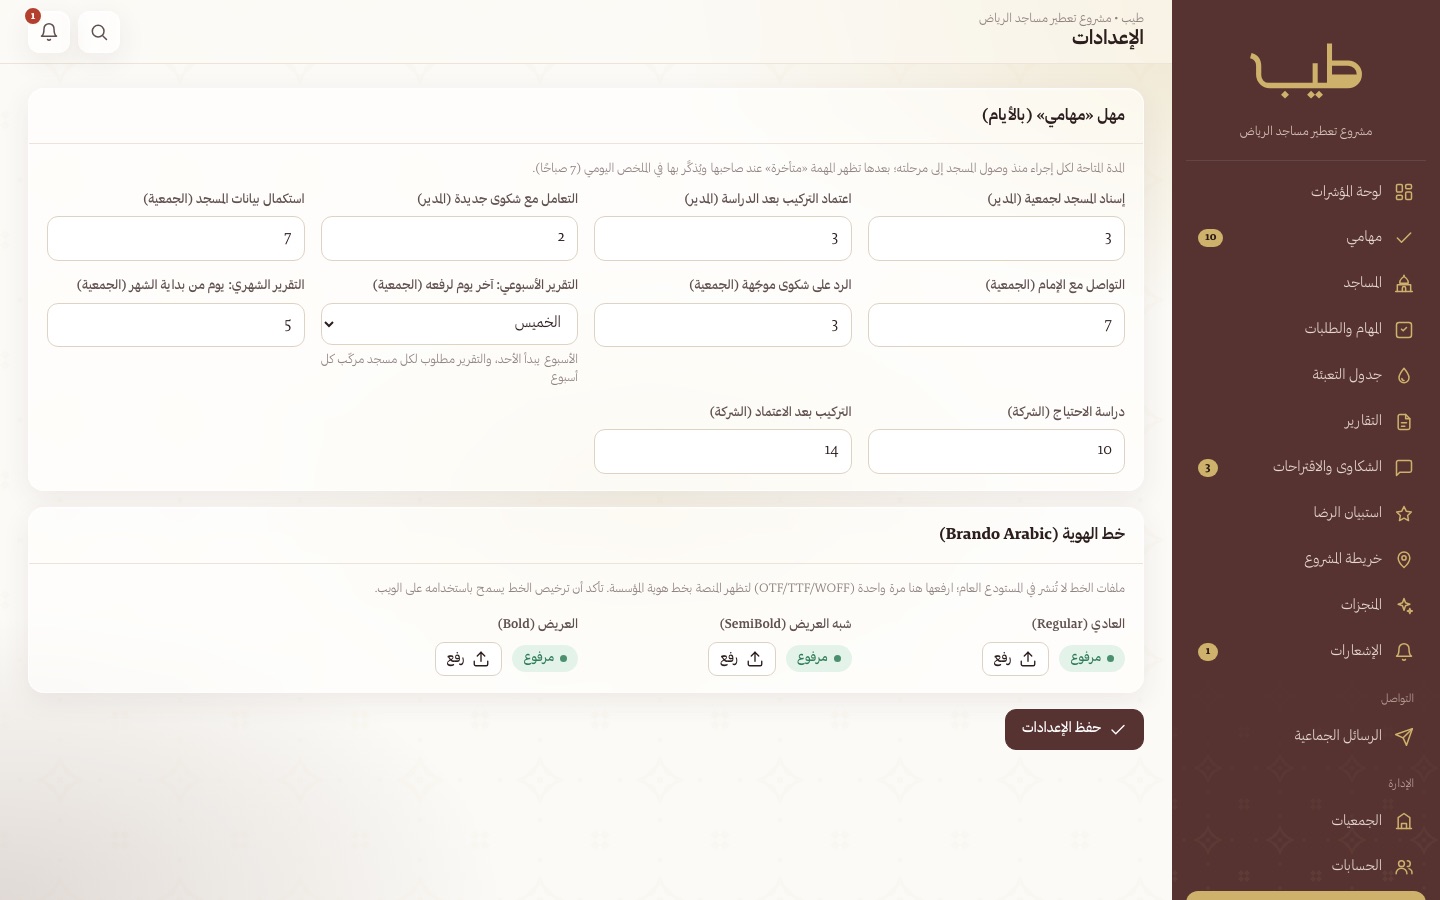 طيب
مشروع تعطير مساجد الرياض
لوحة المؤشرات
مهامي
10
المساجد
المهام والطلبات
جدول التعبئة
التقارير
الشكاوى والاقتراحات
3
استبيان الرضا
خريطة المشروع
المنجزات
الإشعارات
1
التواصل
الرسائل الجماعية
الإدارة
الجمعيات
الحسابات
طيب • مشروع تعطير مساجد الرياض
الإعدادات
1
مهل «مهامي» (بالأيام)
المدة المتاحة لكل إجراء منذ وصول المسجد إلى مرحلته؛ بعدها تظهر المهمة «متأخرة» عند صاحبها ويُذكَّر بها في الملخص اليومي (7 صباحًا).
إسناد المسجد لجمعية (المدير)
3
اعتماد التركيب بعد الدراسة (المدير)
3
التعامل مع شكوى جديدة (المدير)
2
استكمال بيانات المسجد (الجمعية)
7
التواصل مع الإمام (الجمعية)
7
الرد على شكوى موجّهة (الجمعية)
3
التقرير الأسبوعي: آخر يوم لرفعه (الجمعية)
الخميس
الأسبوع يبدأ الأحد، والتقرير مطلوب لكل مسجد مركّب كل
أسبوع
التقرير الشهري: يوم من بداية الشهر (الجمعية)
5
دراسة الاحتياج (الشركة)
10
التركيب بعد الاعتماد (الشركة)
14
خط الهوية (Brando Arabic)
ملفات الخط لا تُنشر في المستودع العام؛ ارفعها هنا مرة واحدة (OTF/TTF/WOFF) لتظهر المنصة بخط هوية المؤسسة. تأكد أن ترخيص الخط يسمح باستخدامه على الويب.
العادي (Regular)
مرفوع
رفع
شبه العريض (SemiBold)
مرفوع
رفع
العريض (Bold)
مرفوع
رفع
حفظ الإعدادات